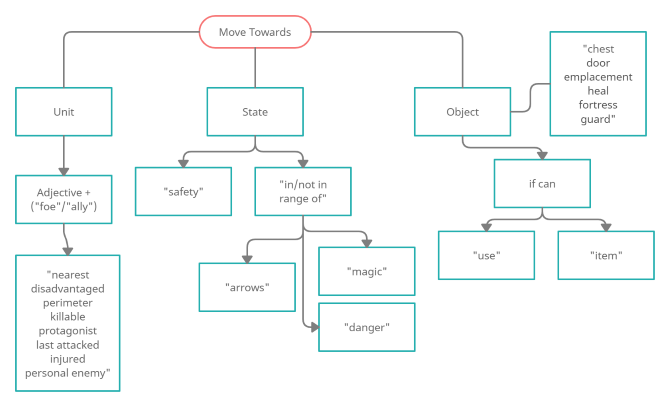 Move Towards
Unit
State
Object
"chest
door
emplacement
heal
fortress
guard"
Adjective +
("foe"/"ally")
"safety"
"in/not in
range of"
if can
"nearest
disadvantaged
perimeter
killable
protagonist
last attacked
injured
personal enemy"
"arrows"
"magic"
"danger"
"use"
"item"